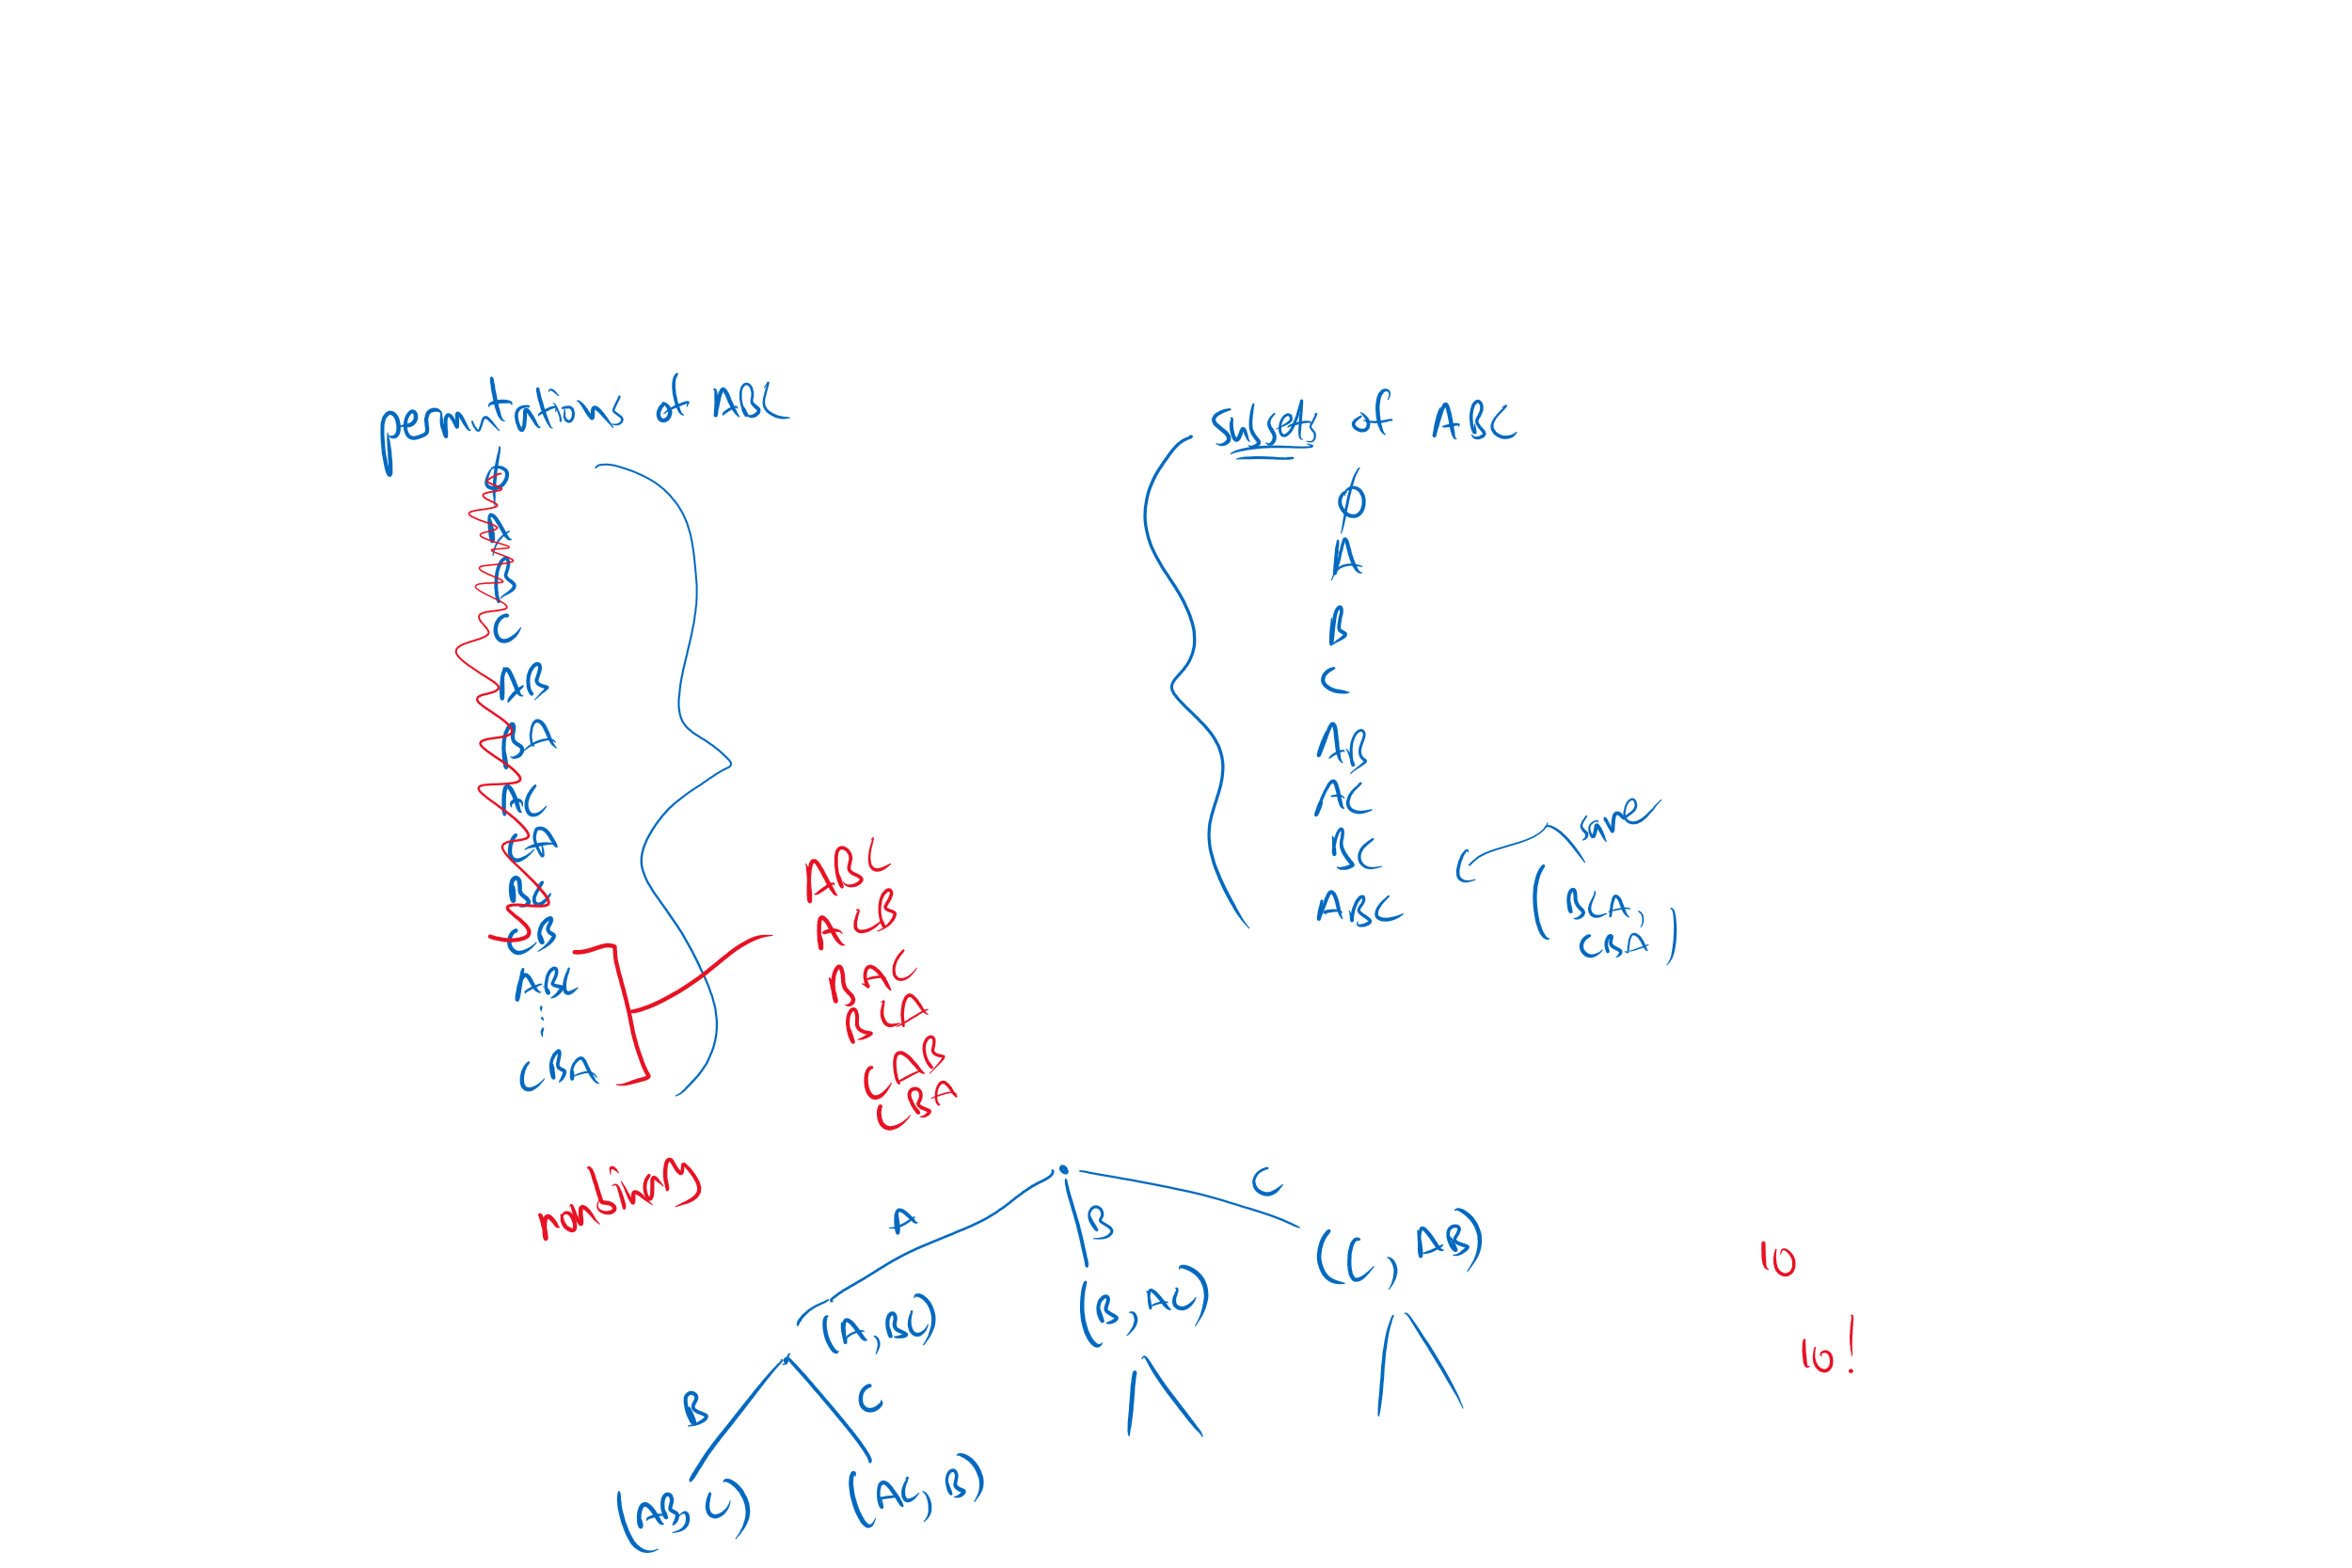 permutations of ABC
φ
A
B
C
AB
BA
AC
CA
BC
CB
ABC
⋮
CBA
ABC
ACB
BAC
BCA
CAB
CBA
Subsets of ABC
φ
A
B
C
AB
AC
BC
ABC
C
same
(BCA,
CBA)
A
B
C
(A, BC)
(B, AC)
(C, AB)
B
C
(AB, C)
(AC, B)
10
10!